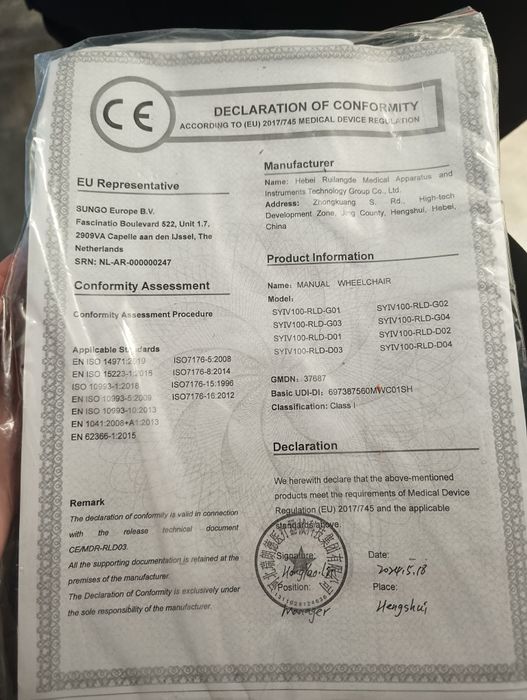 CE
DECLARATION OF CONFORMITY
ACCORDING TO (EU) 2017/745 MEDICAL DEVICE REGULATION
EU Representative
SUNGO Europe B.V.
Fascinatio Boulevard 522, Unit 1.7,
2909VA Capelle aan den IJssel, The
Netherlands
SRN: NL-AR-000000247
Conformity Assessment
Conformity Assessment Procedure
Applicable Standards
EN ISO 14971:2019
EN ISO 15223-1:2016
ISO 10993-1:2018
EN ISO 10993-5:2009
EN ISO 10993-10:2013
EN 1041:2008+A1:2013
EN 62366-1:2015
ISO7176-5:2008
ISO7176-8:2014
ISO7176-15:1996
ISO7176-16:2012
Remark
The declaration of conformity is valid in connection
with the release technical document
CE/MDR-RLD03.
All the supporting documentation is retained at the
premises of the manufacturer.
The Declaration of Conformity is exclusively under
the sole responsibility of the manufacturer.
Manufacturer
Name: Hebei Ruilangde Medical Apparatus and
Instruments Technology Group Co., Ltd.
Address: Zhongkuang S. Rd., High-tech
Development Zone, Jing County, Hengshui, Hebei,
China
Product Information
Name: MANUAL WHEELCHAIR
Model:
SYIV100-RLD-G01 SYIV100-RLD-G02
SYIV100-RLD-G03 SYIV100-RLD-G04
SYIV100-RLD-D01 SYIV100-RLD-D02
SYIV100-RLD-D03 SYIV100-RLD-D04
GMDN: 37687
Basic UDI-DI: 697387560MWC01SH
Classification: Class I
Declaration
We herewith declare that the above-mentioned
products meet the requirements of Medical Device
Regulation (EU) 2017/745 and the applicable
standards above.
Signature:
Position:
manager
Date:
2024.5.18
Place:
Hengshui